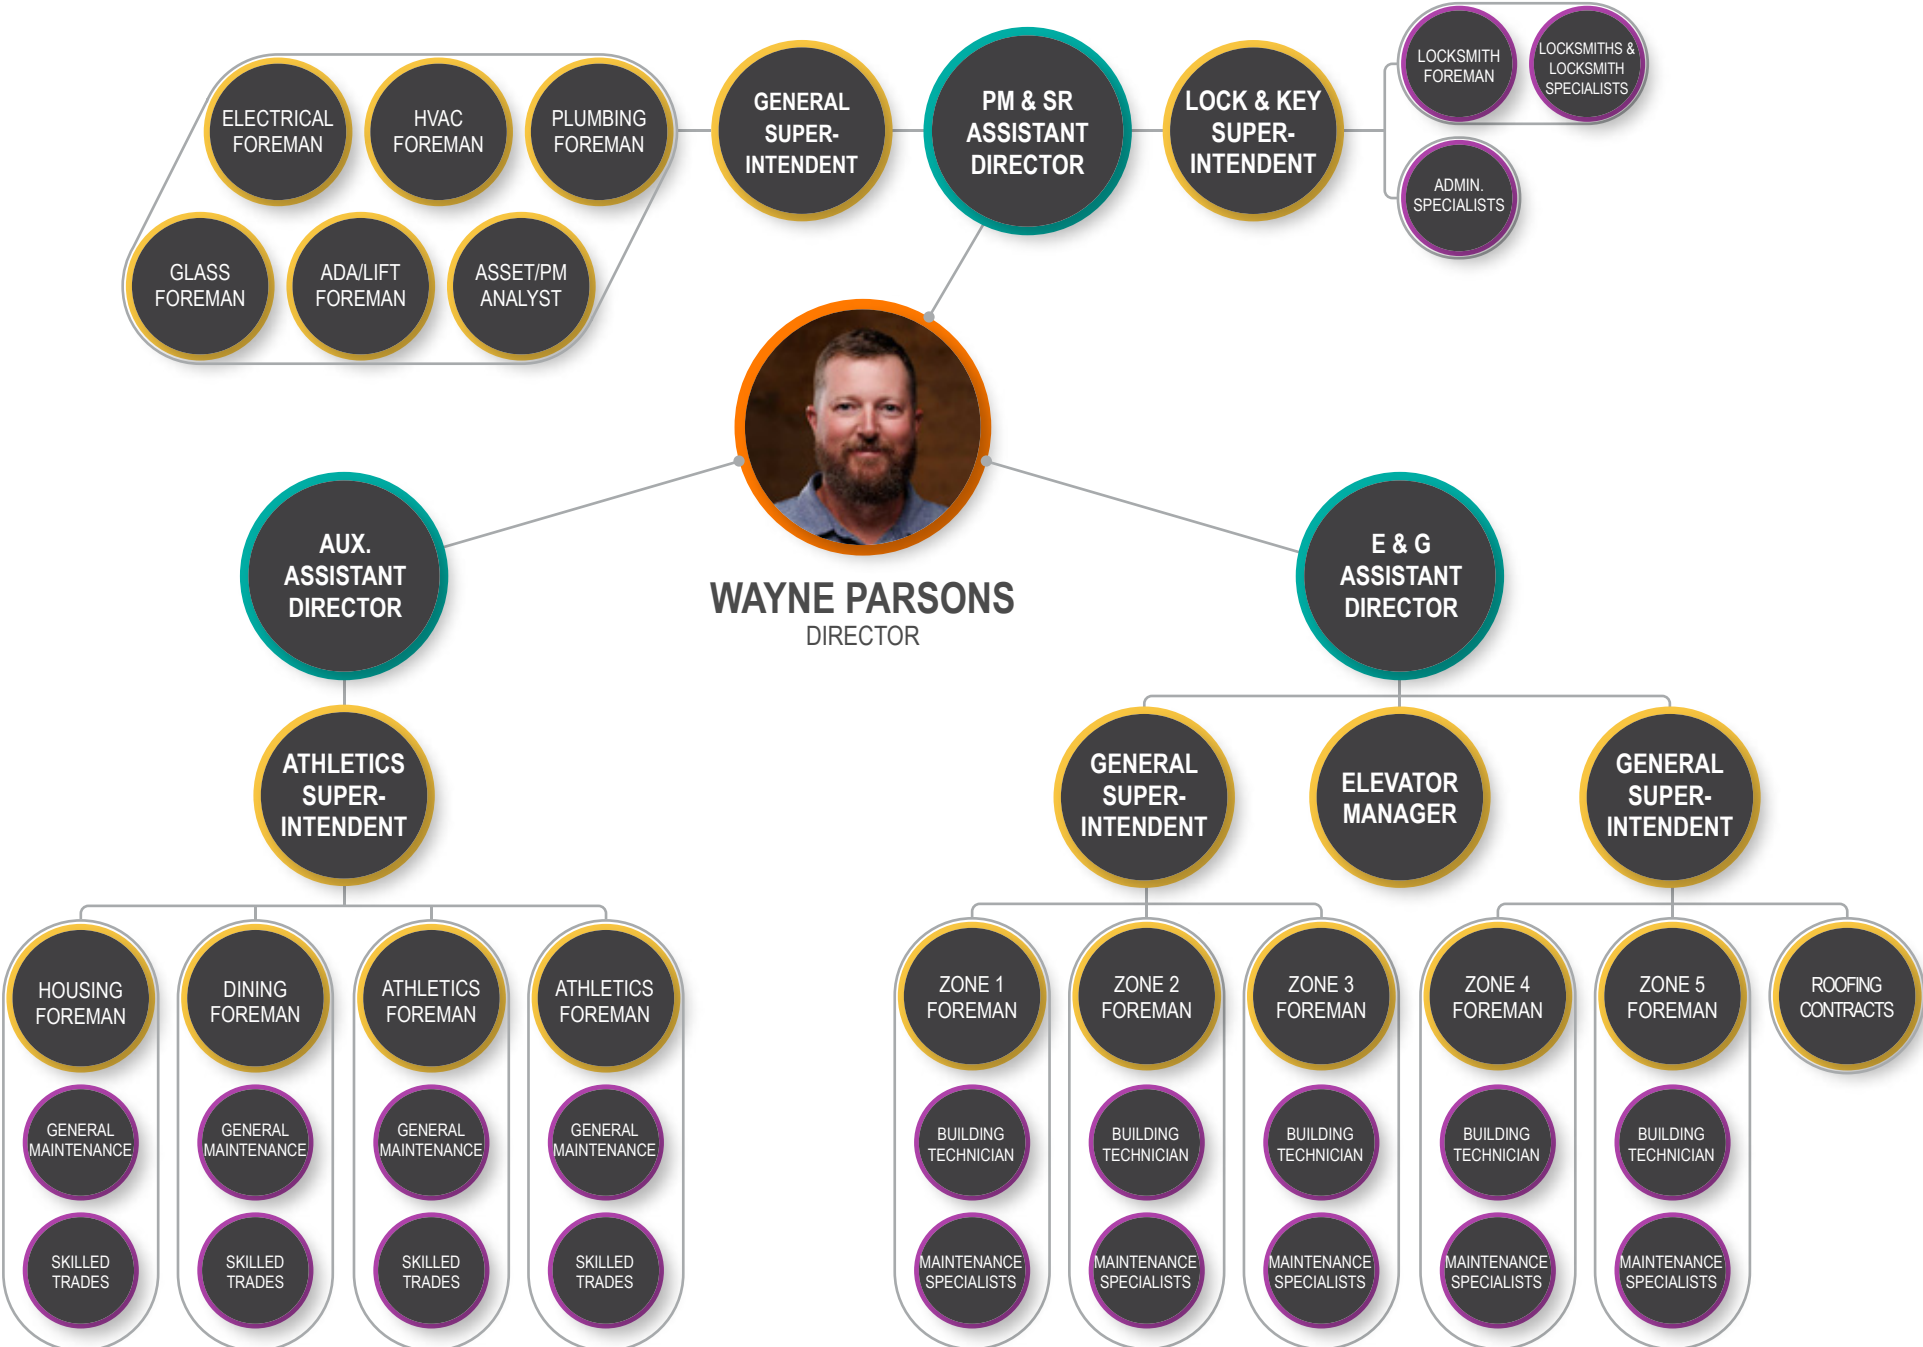 ELECTRICAL
FOREMAN
HVAC
FOREMAN
PLUMBING
FOREMAN
GLASS
FOREMAN
ADA/LIFT
FOREMAN
ASSET/PM
ANALYST
GENERAL
SUPER-
INTENDENT
PM & SR
ASSISTANT
DIRECTOR
LOCK & KEY
SUPER-
INTENDENT
LOCKSMITH
FOREMAN
LOCKSMITHS &
LOCKSMITH
SPECIALISTS
ADMIN.
SPECIALISTS
WAYNE PARSONS
DIRECTOR
AUX.
ASSISTANT
DIRECTOR
ATHLETICS
SUPER-
INTENDENT
HOUSING
FOREMAN
GENERAL
MAINTENANCE
SKILLED
TRADES
DINING
FOREMAN
GENERAL
MAINTENANCE
SKILLED
TRADES
ATHLETICS
FOREMAN
GENERAL
MAINTENANCE
SKILLED
TRADES
ATHLETICS
FOREMAN
GENERAL
MAINTENANCE
SKILLED
TRADES
E & G
ASSISTANT
DIRECTOR
GENERAL
SUPER-
INTENDENT
ELEVATOR
MANAGER
GENERAL
SUPER-
INTENDENT
ZONE 1
FOREMAN
BUILDING
TECHNICIAN
MAINTENANCE
SPECIALISTS
ZONE 2
FOREMAN
BUILDING
TECHNICIAN
MAINTENANCE
SPECIALISTS
ZONE 3
FOREMAN
BUILDING
TECHNICIAN
MAINTENANCE
SPECIALISTS
ZONE 4
FOREMAN
BUILDING
TECHNICIAN
MAINTENANCE
SPECIALISTS
ZONE 5
FOREMAN
BUILDING
TECHNICIAN
MAINTENANCE
SPECIALISTS
ROOFING
CONTRACTS